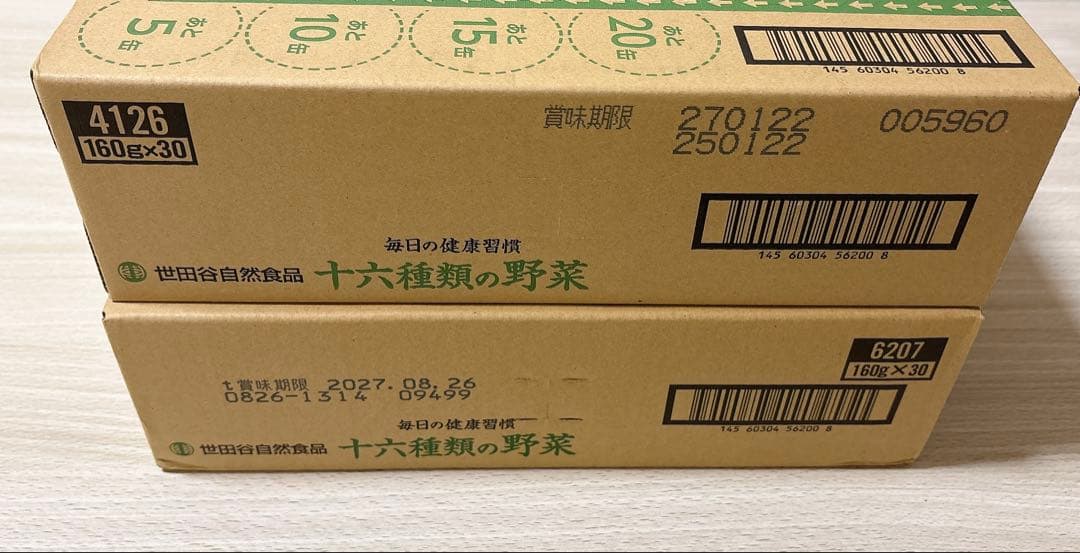 あと
5缶
あと
10缶
あと
15缶
あと
20缶
145 60304 56200 8
4126
160g×30
賞味期限 270122 005960
250122
145 60304 56200 8
毎日の健康習慣
世田谷自然食品 十六種類の野菜
6207
160g×30
t賞味期限 2027.08.26
0826-1314 09499
145 60304 56200 8
毎日の健康習慣
世田谷自然食品 十六種類の野菜